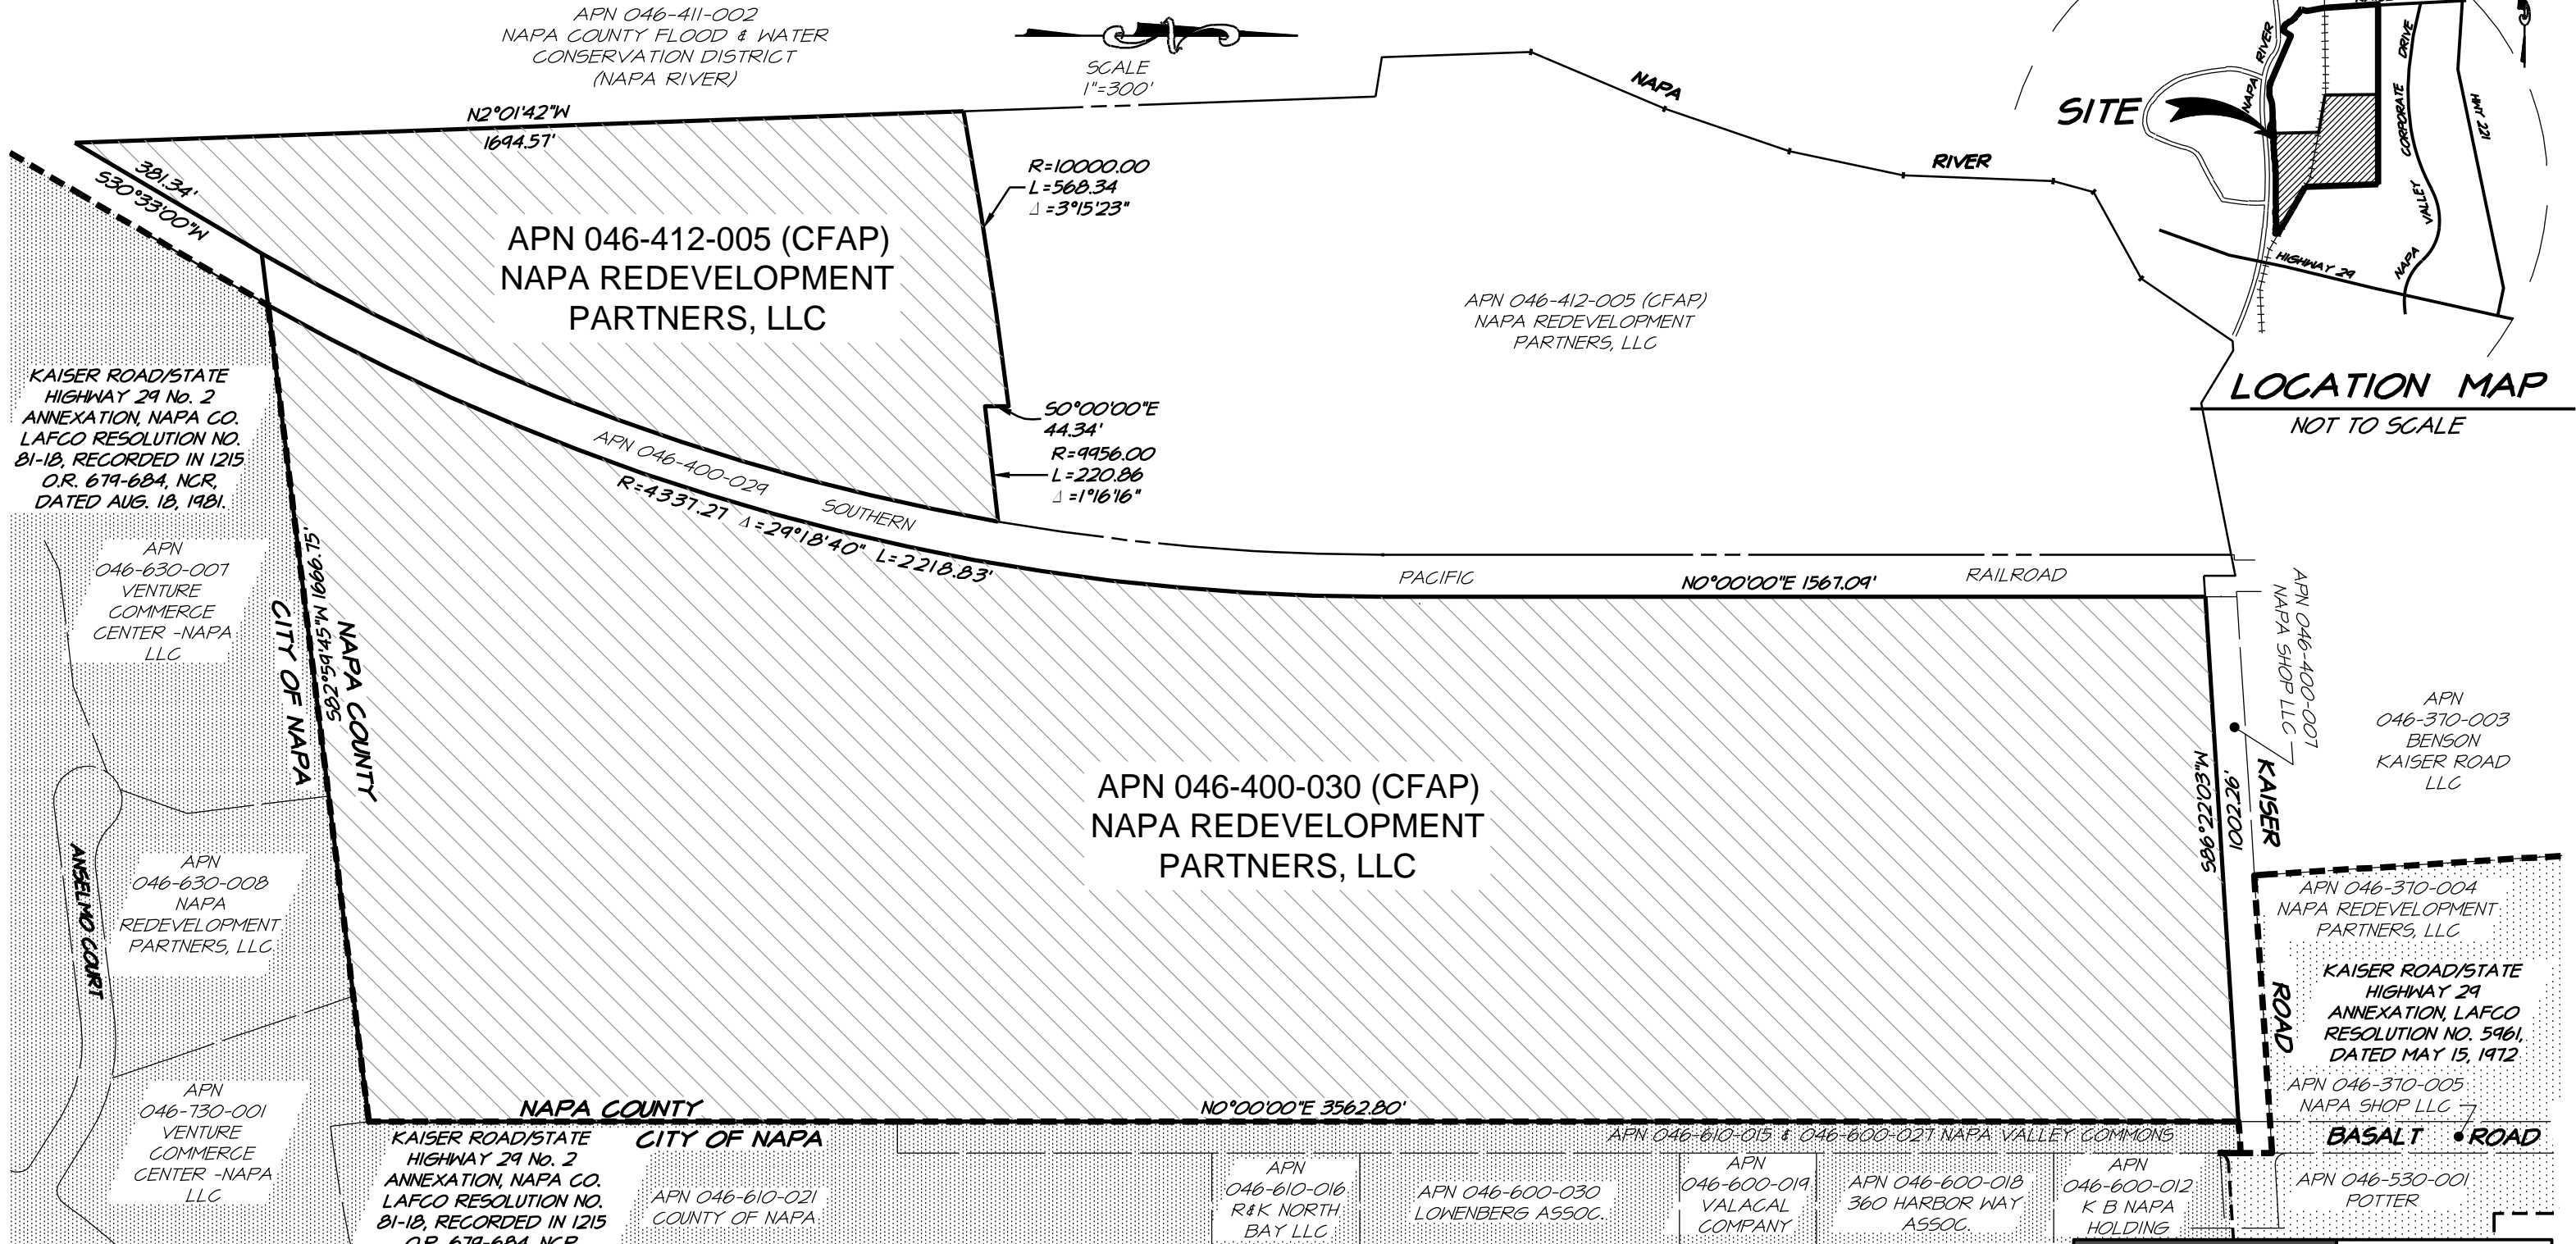 APN 046-411-002
NAPA COUNTY FLOOD & WATER
CONSERVATION DISTRICT
(NAPA RIVER)
SCALE
1"=300'
N2°01'42"W
1694.57'
381.34'
S30°33'00"W
R=10000.00
L=568.34
Δ=3°15'23"
APN 046-412-005 (CFAP)
NAPA REDEVELOPMENT
PARTNERS, LLC
S0°00'00"E
44.34'
R=9956.00
L=220.86
Δ=1°16'16"
NAPA
RIVER
APN 046-412-005 (CFAP)
NAPA REDEVELOPMENT
PARTNERS, LLC
SITE
NAPA
RIVER
NAPA RIVER
CORPORATE DRIVE
HWY 221
NAPA VALLEY
HIGHWAY 29
LOCATION MAP
NOT TO SCALE
KAISER ROAD/STATE
HIGHWAY 29 No. 2
ANNEXATION, NAPA CO.
LAFCO RESOLUTION NO.
81-18, RECORDED IN 1215
O.R. 679-684, NCR,
DATED AUG. 18, 1981.
APN 046-400-029
SOUTHERN
PACIFIC
RAILROAD
R=4337.27 Δ=29°18'40" L=2218.83'
N0°00'00"E 1567.09'
APN
046-630-007
VENTURE
COMMERCE
CENTER -NAPA
LLC
CITY OF NAPA
NAPA COUNTY
S82°54'45"W 1666.75'
APN 046-400-007
NAPA SHOP LLC
APN
046-370-003
BENSON
KAISER ROAD
LLC
APN 046-400-030 (CFAP)
NAPA REDEVELOPMENT
PARTNERS, LLC
S86°22'03"W
1002.26'
KAISER
ROAD
APN
046-630-008
NAPA
REDEVELOPMENT
PARTNERS, LLC
ANSELMO COURT
APN 046-370-004
NAPA REDEVELOPMENT
PARTNERS, LLC
KAISER ROAD/STATE
HIGHWAY 29
ANNEXATION, LAFCO
RESOLUTION NO. 5961,
DATED MAY 15, 1972
APN 046-370-005
NAPA SHOP LLC
BASALT ROAD
APN 046-530-001
POTTER
APN
046-730-001
VENTURE
COMMERCE
CENTER -NAPA
LLC
NAPA COUNTY
N0°00'00"E 3562.80'
CITY OF NAPA
APN 046-610-015 & 046-600-027 NAPA VALLEY COMMONS
KAISER ROAD/STATE
HIGHWAY 29 No. 2
ANNEXATION, NAPA CO.
LAFCO RESOLUTION NO.
81-18, RECORDED IN 1215
O.R. 679-684, NCR,
APN 046-610-021
COUNTY OF NAPA
APN
046-610-016
R&K NORTH
BAY LLC
APN 046-600-030
LOWENBERG ASSOC.
APN
046-600-019
VALACAL
COMPANY
APN 046-600-018
360 HARBOR WAY
ASSOC.
APN
046-600-012
K B NAPA
HOLDING